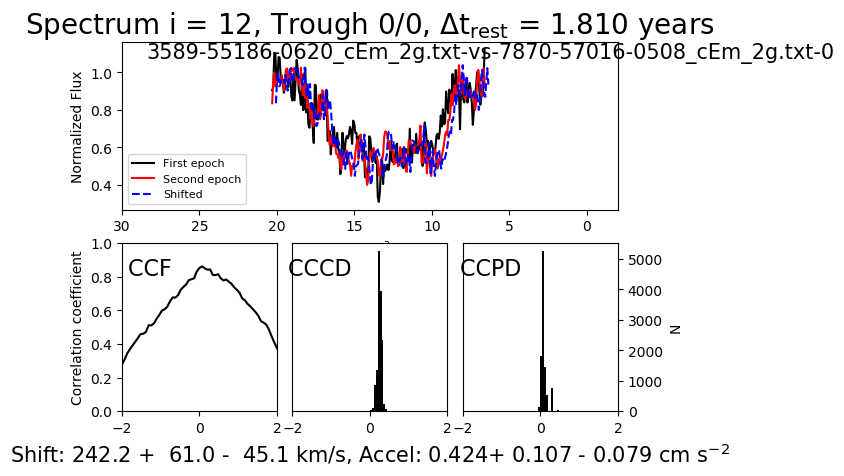 Spectrum i = 12, Trough 0/0, Δt_rest = 1.810 years
3589-55186-0620_cEm_2g.txt-vs-7870-57016-0508_cEm_2g.txt-0
Normalized Flux
1.0
0.8
0.6
0.4
First epoch
Second epoch
Shifted
30 25 20 15 10 5 0
Correlation coefficient
1.0
0.8
0.6
0.4
0.2
0.0
CCF
CCCD
CCPD
5000
4000
3000
2000
1000
0
N
−2 0 2
−2 0 2
−2 0 2
Shift: 242.2 + 61.0 - 45.1 km/s, Accel: 0.424+ 0.107 - 0.079 cm s⁻²